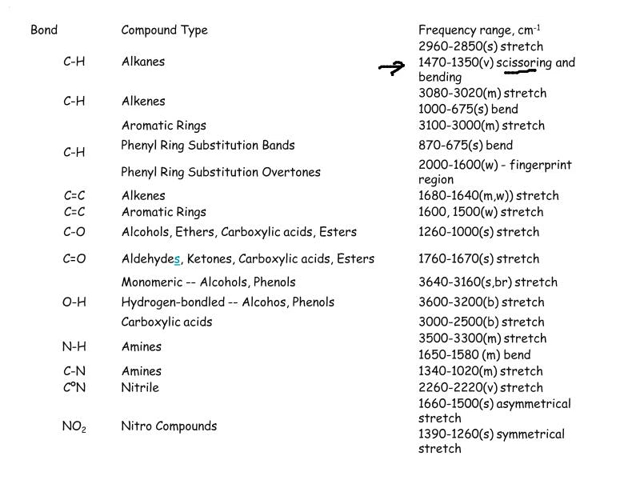 Bond Compound Type Frequency range, cm-1
2960-2850(s) stretch
C-H Alkanes 1470-1350(v) scissoring and
bending
C-H Alkenes 3080-3020(m) stretch
1000-675(s) bend
Aromatic Rings 3100-3000(m) stretch
C-H Phenyl Ring Substitution Bands 870-675(s) bend
Phenyl Ring Substitution Overtones 2000-1600(w) - fingerprint
region
C=C Alkenes 1680-1640(m,w)) stretch
C=C Aromatic Rings 1600, 1500(w) stretch
C-O Alcohols, Ethers, Carboxylic acids, Esters 1260-1000(s) stretch
C=O Aldehydes, Ketones, Carboxylic acids, Esters 1760-1670(s) stretch
Monomeric -- Alcohols, Phenols 3640-3160(s,br) stretch
O-H Hydrogen-bondled -- Alcohos, Phenols 3600-3200(b) stretch
Carboxylic acids 3000-2500(b) stretch
N-H Amines 3500-3300(m) stretch
1650-1580 (m) bend
C-N Amines 1340-1020(m) stretch
CºN Nitrile 2260-2220(v) stretch
1660-1500(s) asymmetrical
stretch
NO2 Nitro Compounds 1390-1260(s) symmetrical
stretch